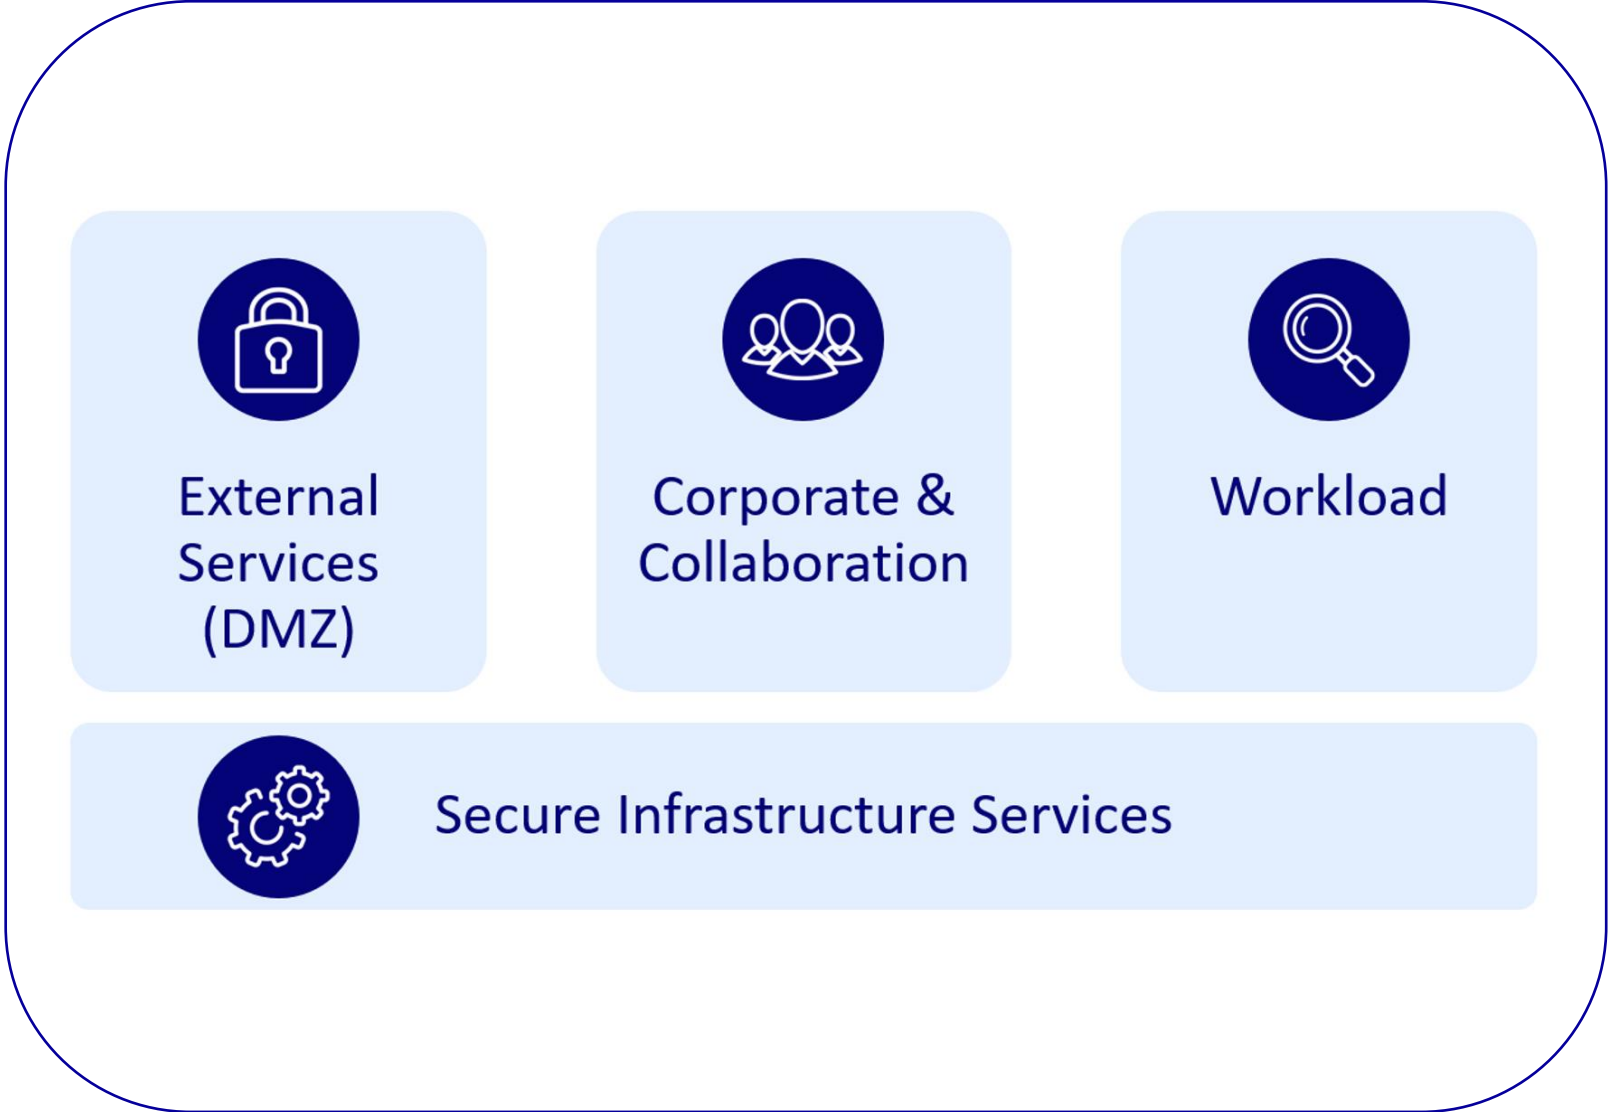 External
Services
(DMZ)
Corporate &
Collaboration
Workload
Secure Infrastructure Services